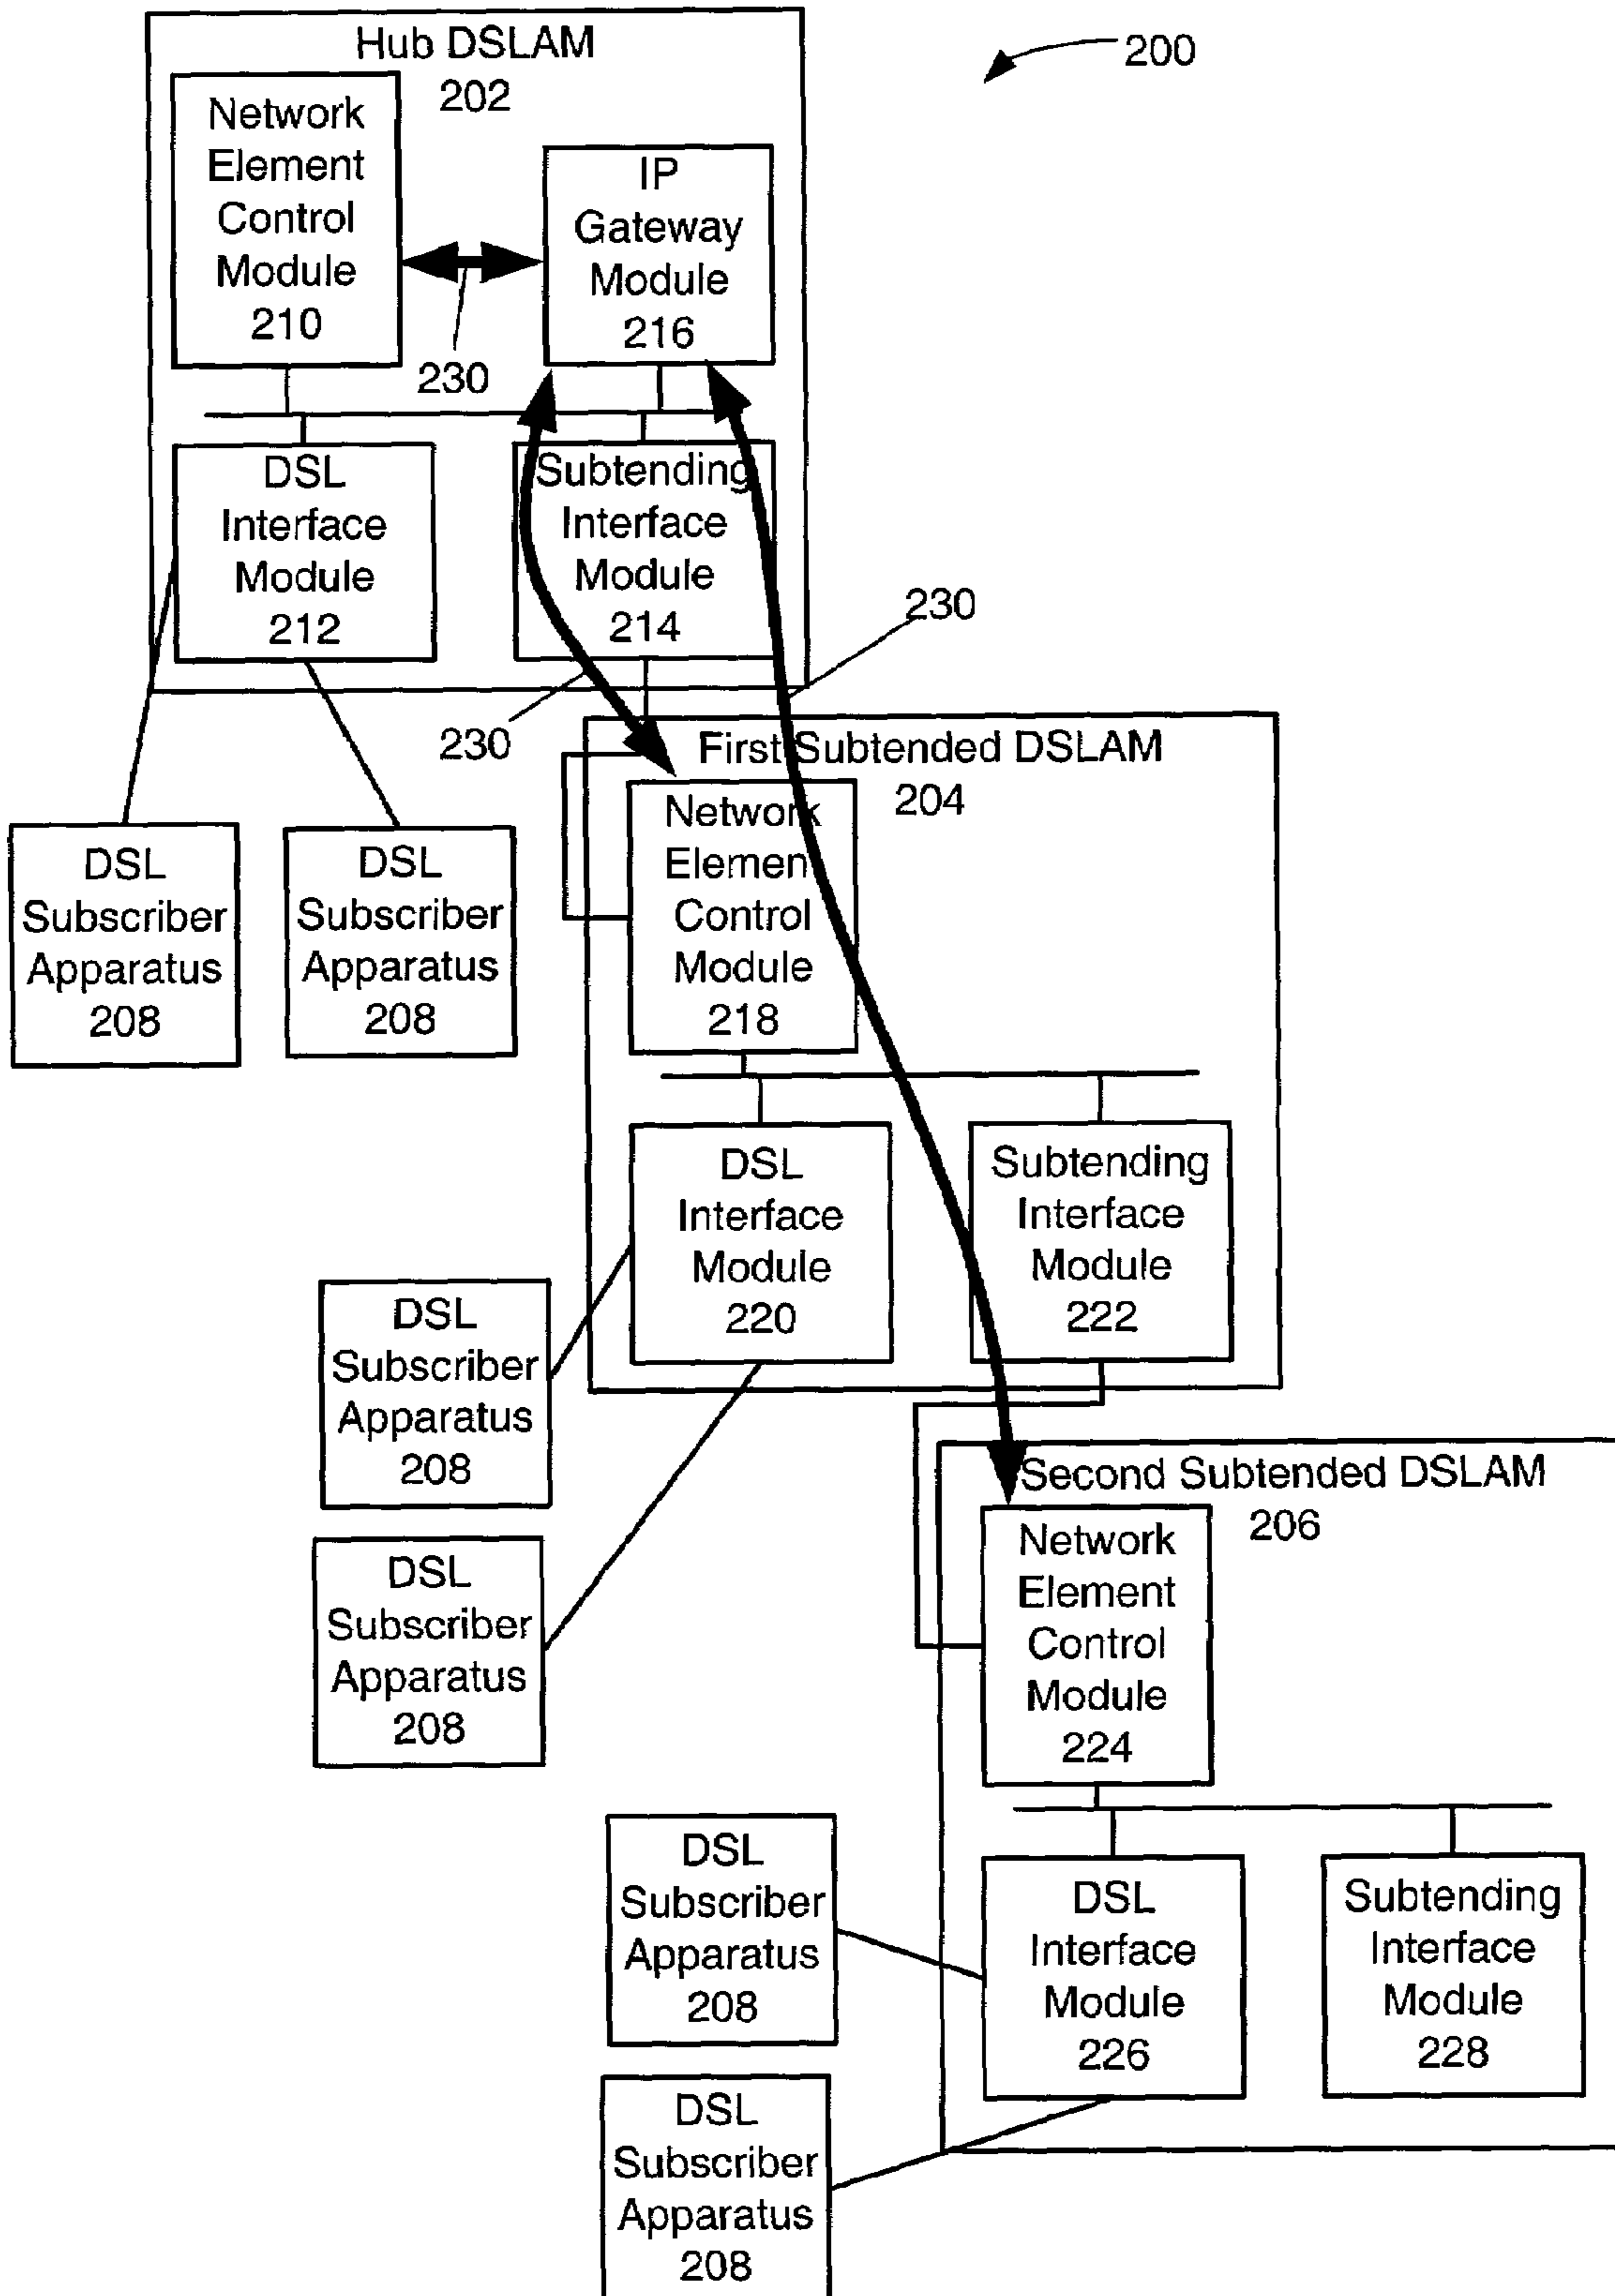 Hub DSLAM
202
200
Network
Element
Control
Module
210
IP
Gateway
Module
216
230
DSL
Interface
Module
212
Subtending
Interface
Module
214
230
230
First Subtended DSLAM
204
DSL
Subscriber
Apparatus
208
DSL
Subscriber
Apparatus
208
Network
Element
Control
Module
218
DSL
Interface
Module
220
Subtending
Interface
Module
222
DSL
Subscriber
Apparatus
208
DSL
Subscriber
Apparatus
208
Second Subtended DSLAM
206
Network
Element
Control
Module
224
DSL
Subscriber
Apparatus
208
DSL
Interface
Module
226
Subtending
Interface
Module
228
DSL
Subscriber
Apparatus
208